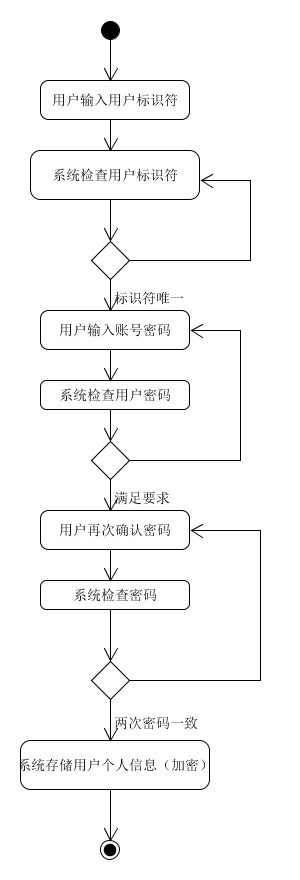 用户输入用户标识符
系统检查用户标识符
标识符唯一
用户输入账号密码
系统检查用户密码
满足要求
用户再次确认密码
系统检查密码
两次密码一致
系统存储用户个人信息（加密）